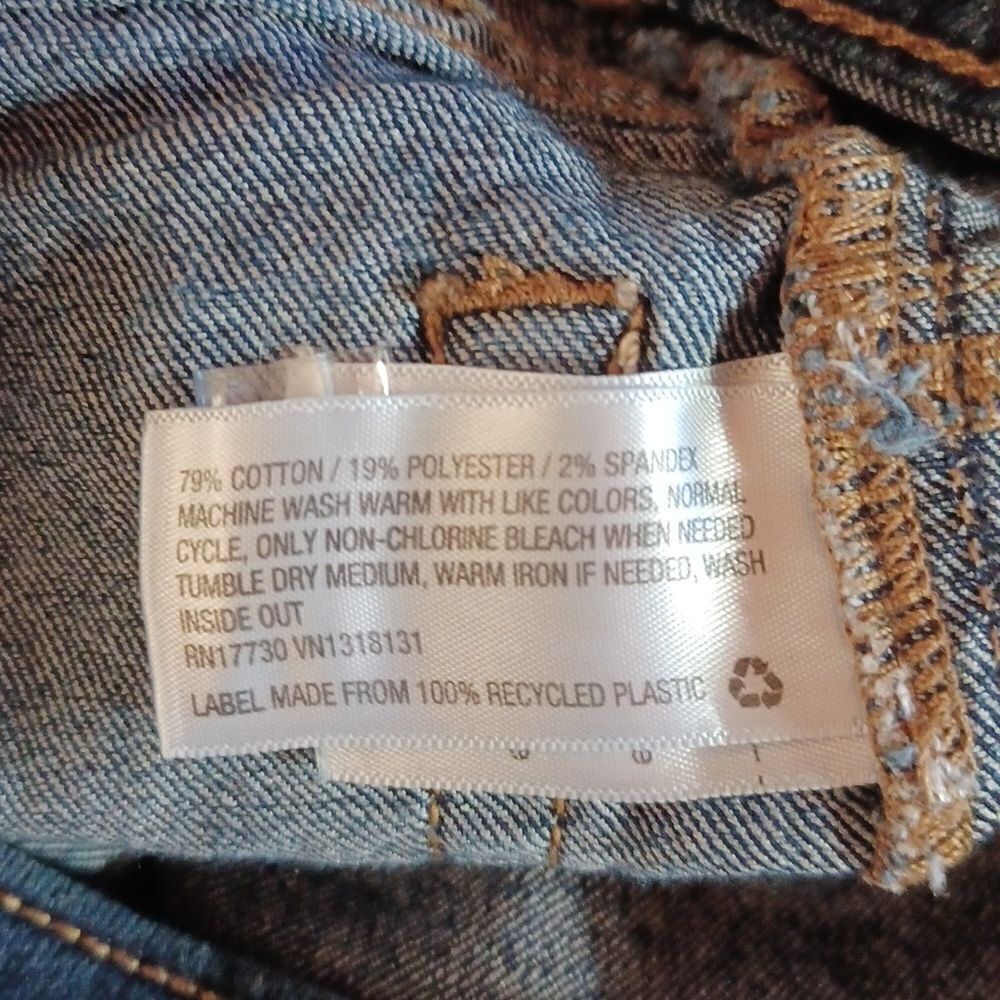 79% COTTON / 19% POLYESTER / 2% SPANDEX
MACHINE WASH WARM WITH LIKE COLORS, NORMAL
CYCLE, ONLY NON-CHLORINE BLEACH WHEN NEEDED
TUMBLE DRY MEDIUM, WARM IRON IF NEEDED, WASH
INSIDE OUT
RN17730 VN1318131
LABEL MADE FROM 100% RECYCLED PLASTIC